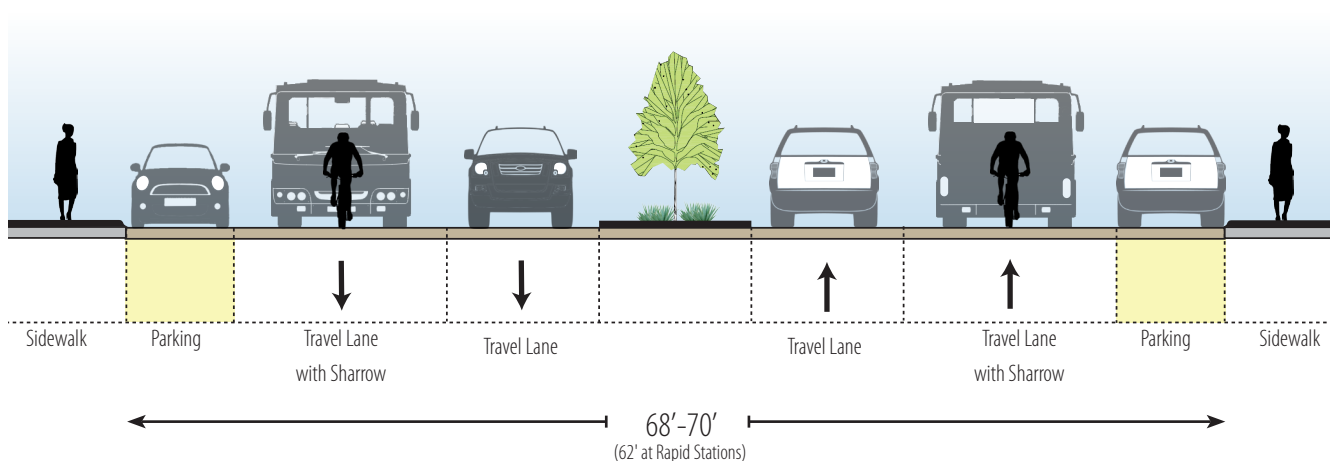 Sidewalk
Parking
Travel Lane
with Sharrow
Travel Lane
Travel Lane
Travel Lane
with Sharrow
Parking
Sidewalk
68'-70'
(62' at Rapid Stations)